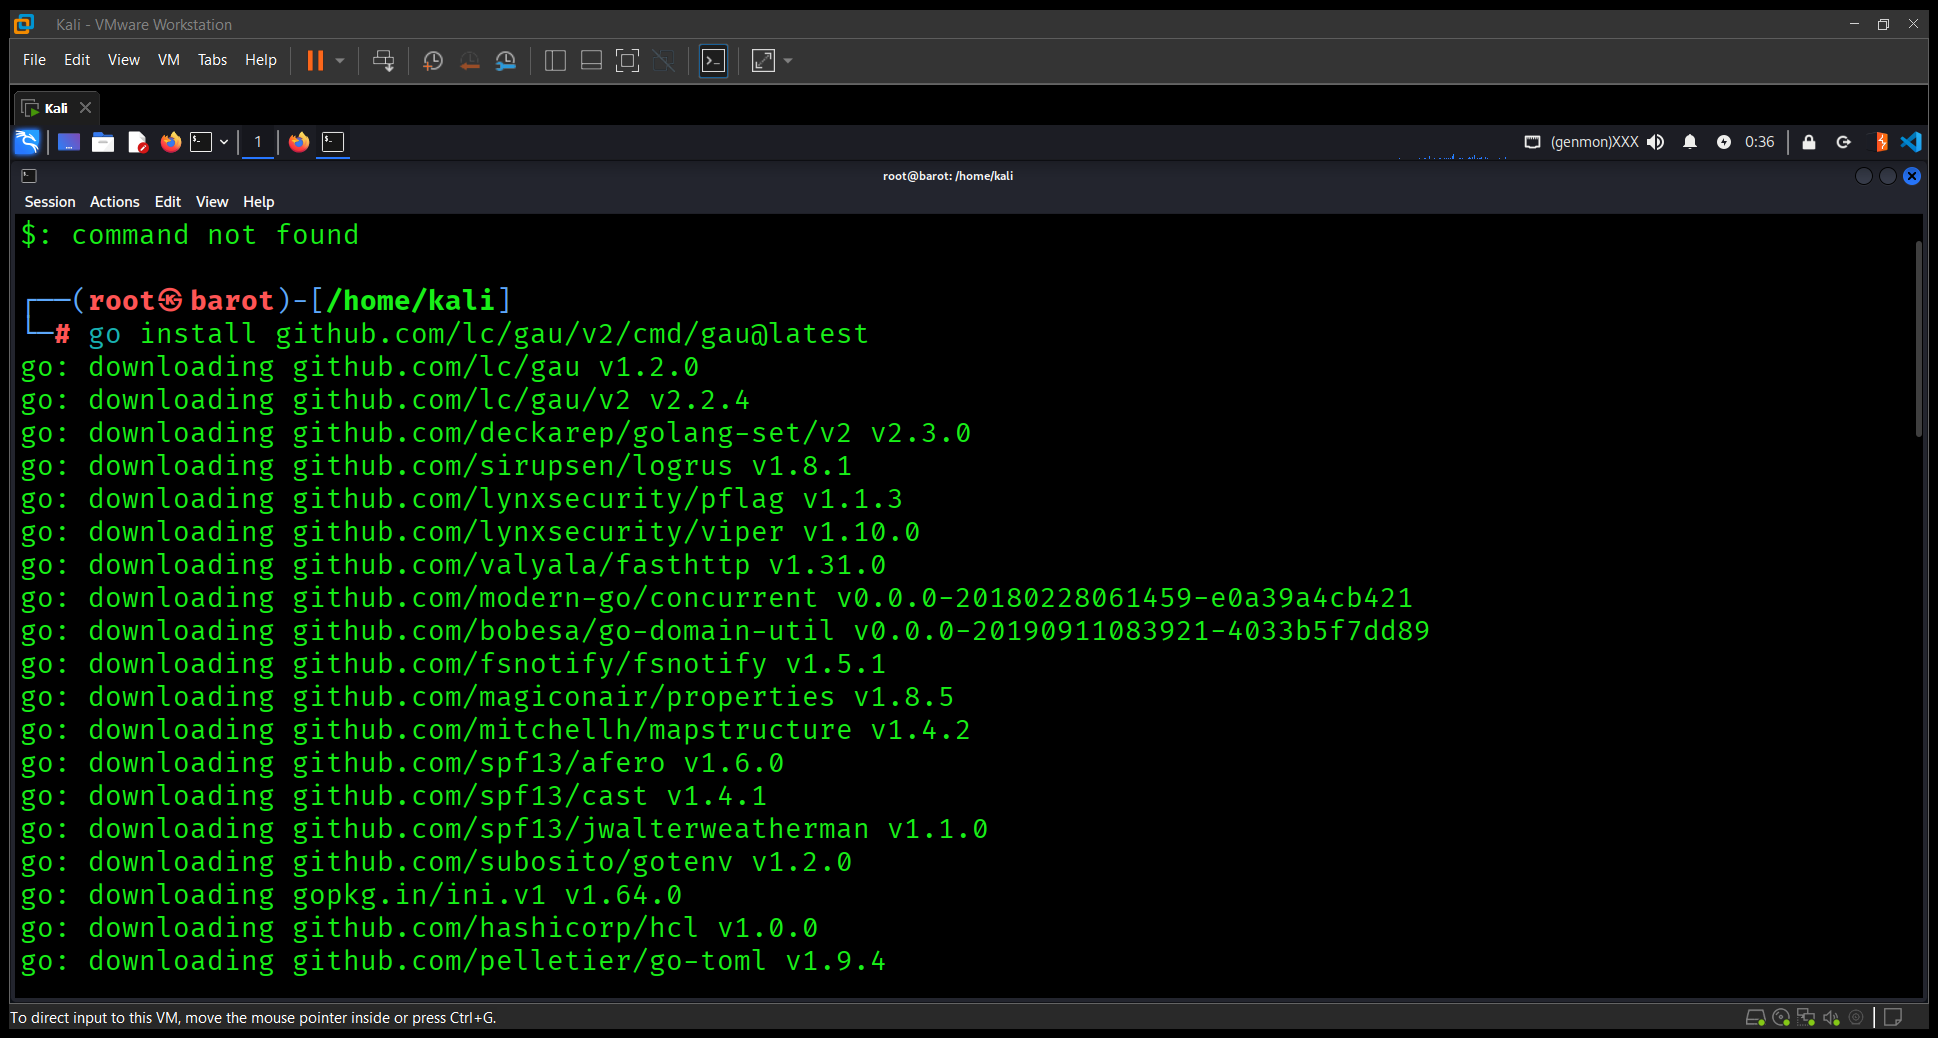 Kali - VMware Workstation
File Edit View VM Tabs Help
Kali
1 (genmon)XXX 0:36
root@barot: /home/kali
Session Actions Edit View Help
$: command not found
┌──(root㉿barot)-[/home/kali]
└─# go install github.com/lc/gau/v2/cmd/gau@latest
go: downloading github.com/lc/gau v1.2.0
go: downloading github.com/lc/gau/v2 v2.2.4
go: downloading github.com/deckarep/golang-set/v2 v2.3.0
go: downloading github.com/sirupsen/logrus v1.8.1
go: downloading github.com/lynxsecurity/pflag v1.1.3
go: downloading github.com/lynxsecurity/viper v1.10.0
go: downloading github.com/valyala/fasthttp v1.31.0
go: downloading github.com/modern-go/concurrent v0.0.0-20180228061459-e0a39a4cb421
go: downloading github.com/bobesa/go-domain-util v0.0.0-20190911083921-4033b5f7dd89
go: downloading github.com/fsnotify/fsnotify v1.5.1
go: downloading github.com/magiconair/properties v1.8.5
go: downloading github.com/mitchellh/mapstructure v1.4.2
go: downloading github.com/spf13/afero v1.6.0
go: downloading github.com/spf13/cast v1.4.1
go: downloading github.com/spf13/jwalterweatherman v1.1.0
go: downloading github.com/subosito/gotenv v1.2.0
go: downloading gopkg.in/ini.v1 v1.64.0
go: downloading github.com/hashicorp/hcl v1.0.0
go: downloading github.com/pelletier/go-toml v1.9.4
To direct input to this VM, move the mouse pointer inside or press Ctrl+G.